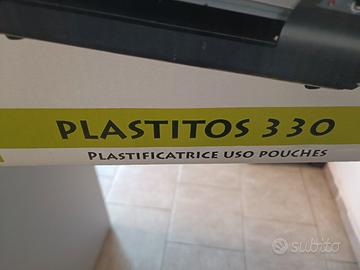 PLASTITOS 330
PLASTIFICATRICE USO POUCHES
subito